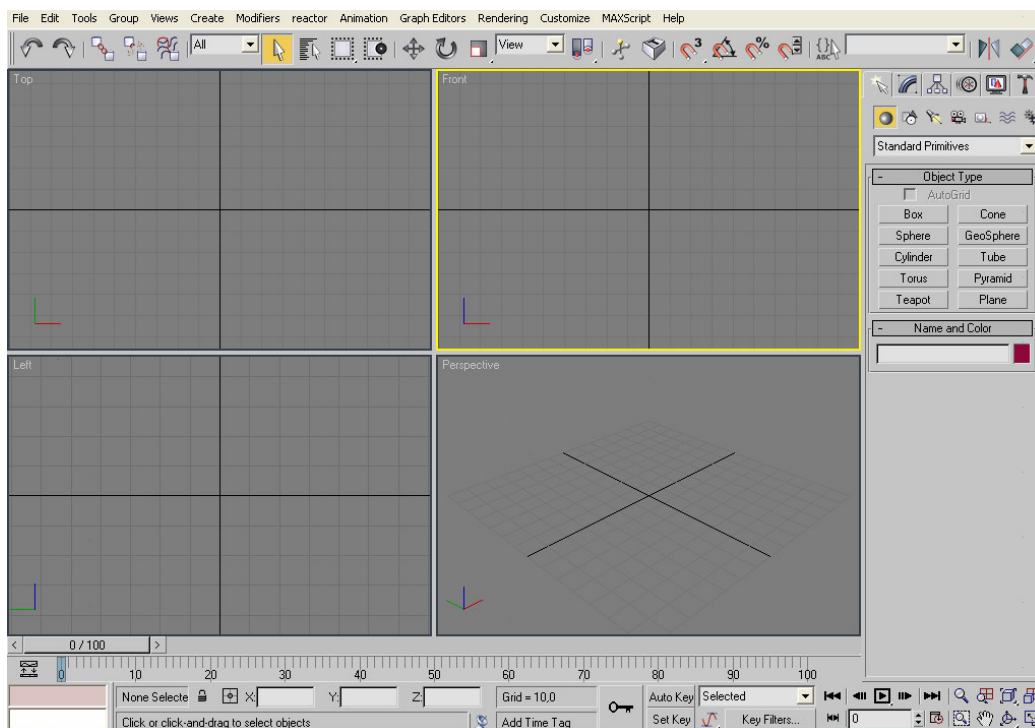 File Edit Tools Group Views Create Modifiers reactor Animation Graph Editors Rendering Customize MAXScript Help
All View 3 % {} ABC
Top Front
Standard Primitives
- Object Type
AutoGrid
Box Cone
Sphere GeoSphere
Cylinder Tube
Torus Pyramid
Teapot Plane
- Name and Color
Left Perspective
< 0 / 100 >
0 10 20 30 40 50 60 70 80 90 100
None Selecte X: Y: Z: Grid = 10,0 Auto Key Selected
Click or click-and-drag to select objects Add Time Tag Set Key Key Filters... 0